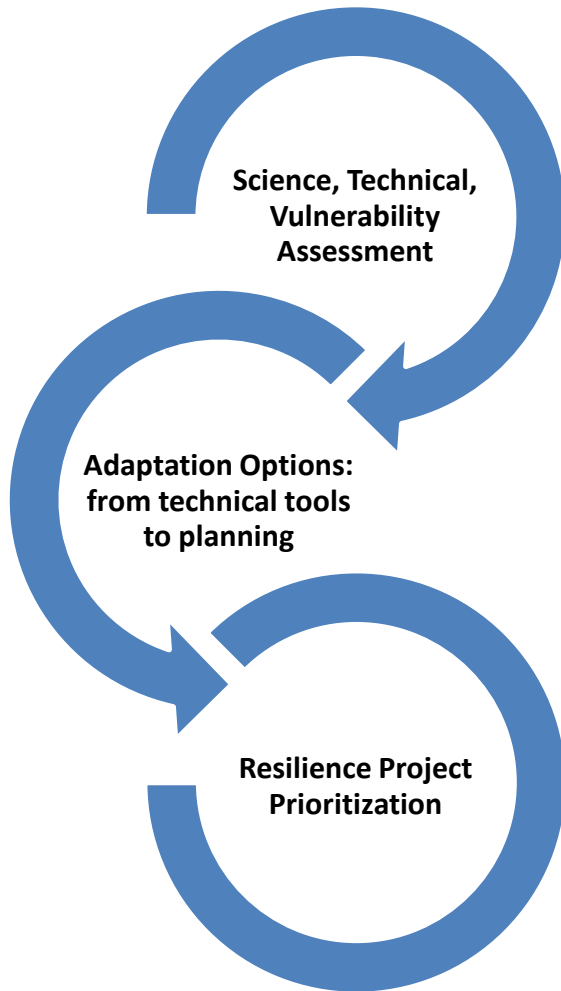 Science, Technical,
Vulnerability
Assessment
Adaptation Options:
from technical tools
to planning
Resilience Project
Prioritization